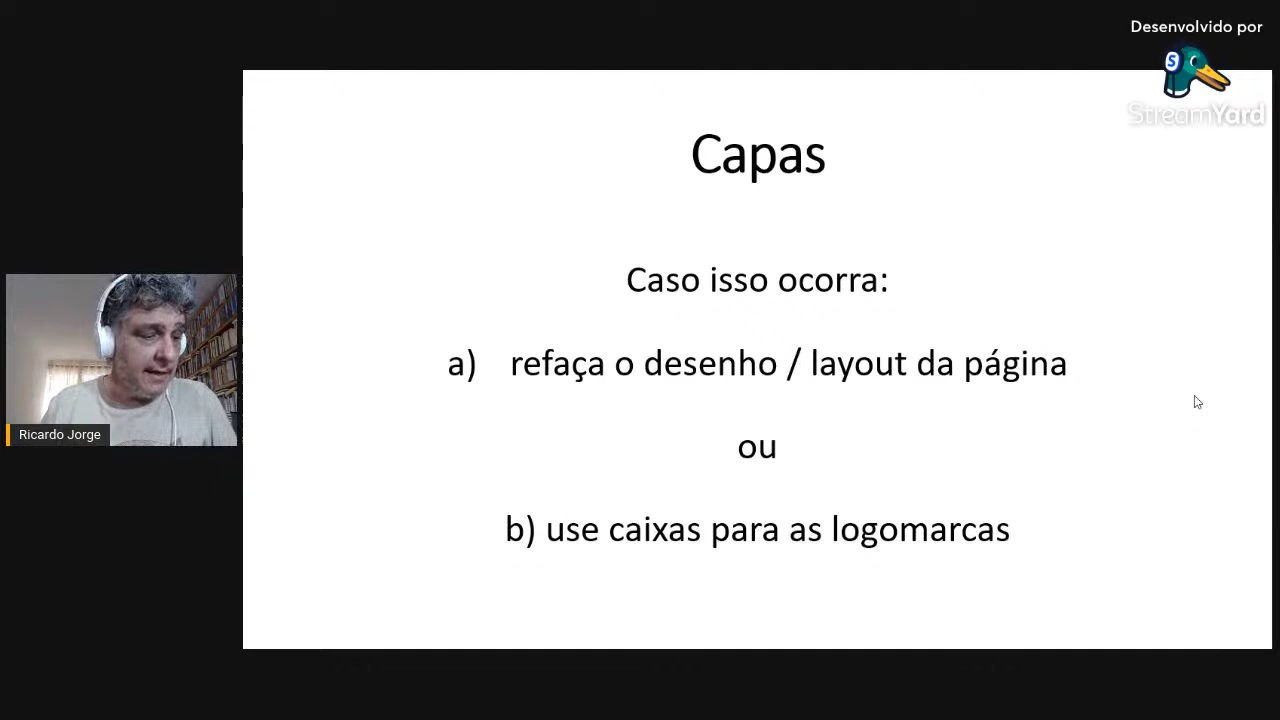 Desenvolvido por
S
StreamYard
Capas
Caso isso ocorra:
a) refaça o desenho / layout da página
ou
b) use caixas para as logomarcas
Ricardo Jorge